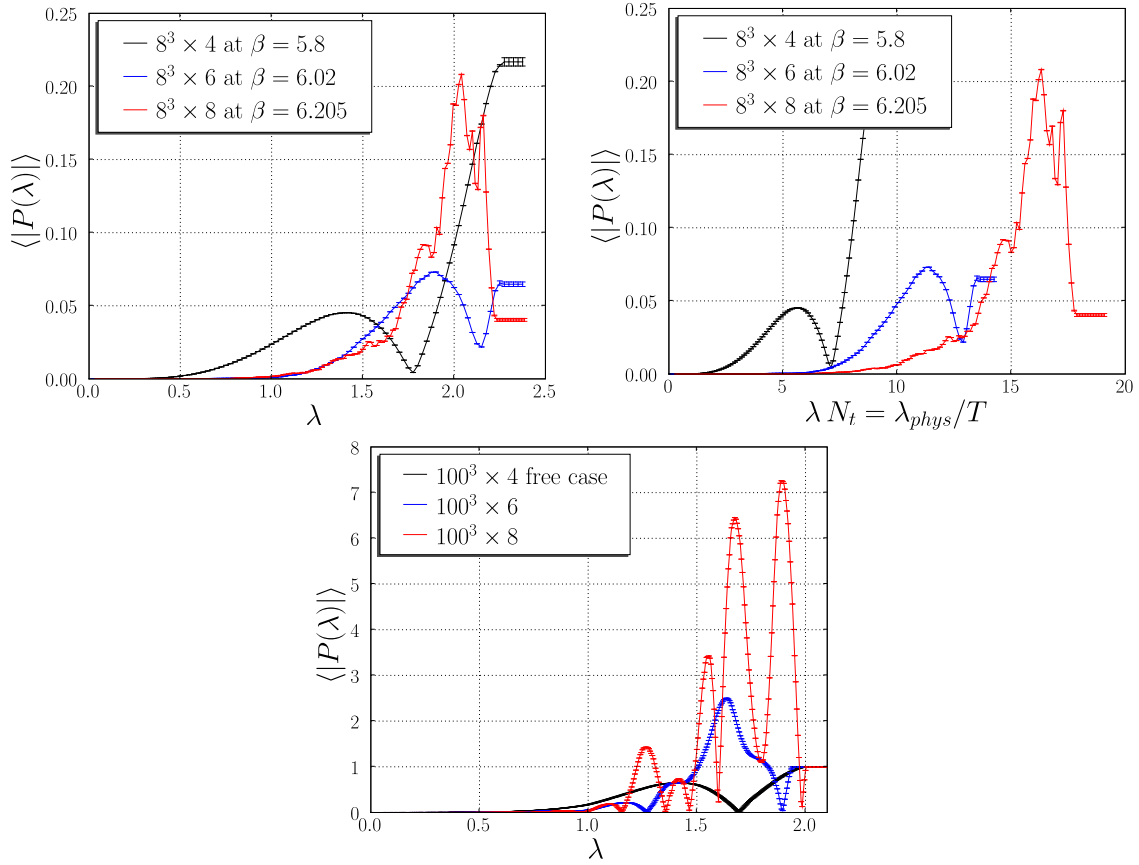 8³ × 4 at β = 5.8
8³ × 6 at β = 6.02
8³ × 8 at β = 6.205
⟨|P(λ)|⟩
0.25
0.20
0.15
0.10
0.05
0.00
0.0 0.5 1.0 1.5 2.0 2.5
λ
8³ × 4 at β = 5.8
8³ × 6 at β = 6.02
8³ × 8 at β = 6.205
⟨|P(λ)|⟩
0.25
0.20
0.15
0.10
0.05
0.00
0 5 10 15 20
λ N_t = λ_phys/T
100³ × 4 free case
100³ × 6
100³ × 8
⟨|P(λ)|⟩
8
7
6
5
4
3
2
1
0
0.0 0.5 1.0 1.5 2.0
λ